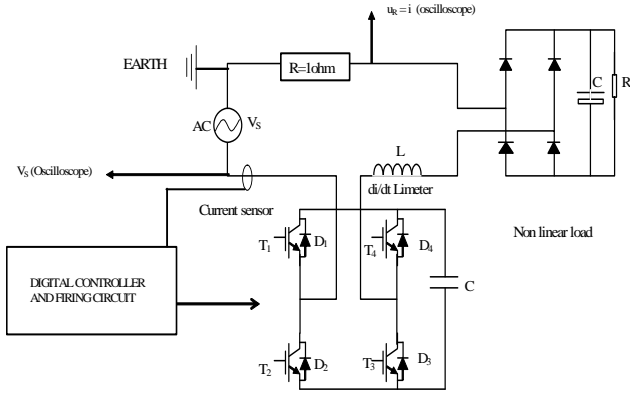 u_R = i (oscilloscope)
EARTH
R=1ohm
C
R
AC
V_S
V_S (Oscilloscope)
L
di/dt Limeter
Current sensor
Non linear load
T_1
D_1
T_4
D_4
C
DIGITAL CONTROLLER
AND FIRING CIRCUIT
T_2
D_2
T_3
D_3